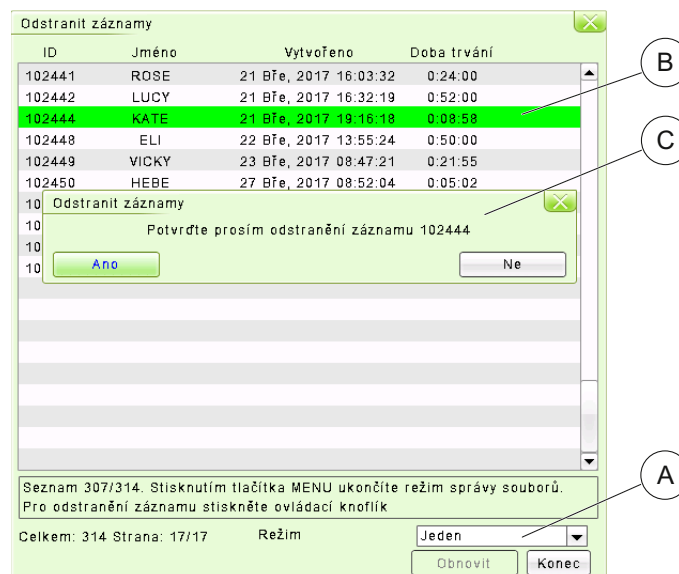 Odstranit záznamy
ID Jméno Vytvořeno Doba trvání
102441 ROSE 21 Bře, 2017 16:03:32 0:24:00
B
102442 LUCY 21 Bře, 2017 16:32:19 0:52:00
102444 KATE 21 Bře, 2017 19:16:18 0:08:58
C
102448 ELI 22 Bře, 2017 13:55:24 0:50:00
102449 VICKY 23 Bře, 2017 08:47:21 0:21:55
102450 HEBE 27 Bře, 2017 08:52:04 0:05:02
10
Odstranit záznamy
10
Potvrďte prosím odstranění záznamu 102444
10
10
Ano Ne
A
Seznam 307/314. Stisknutím tlačítka MENU ukončíte režim správy souborů.
Pro odstranění záznamu stiskněte ovládací knoflík
Celkem: 314 Strana: 17/17 Režim Jeden
Obnovit Konec